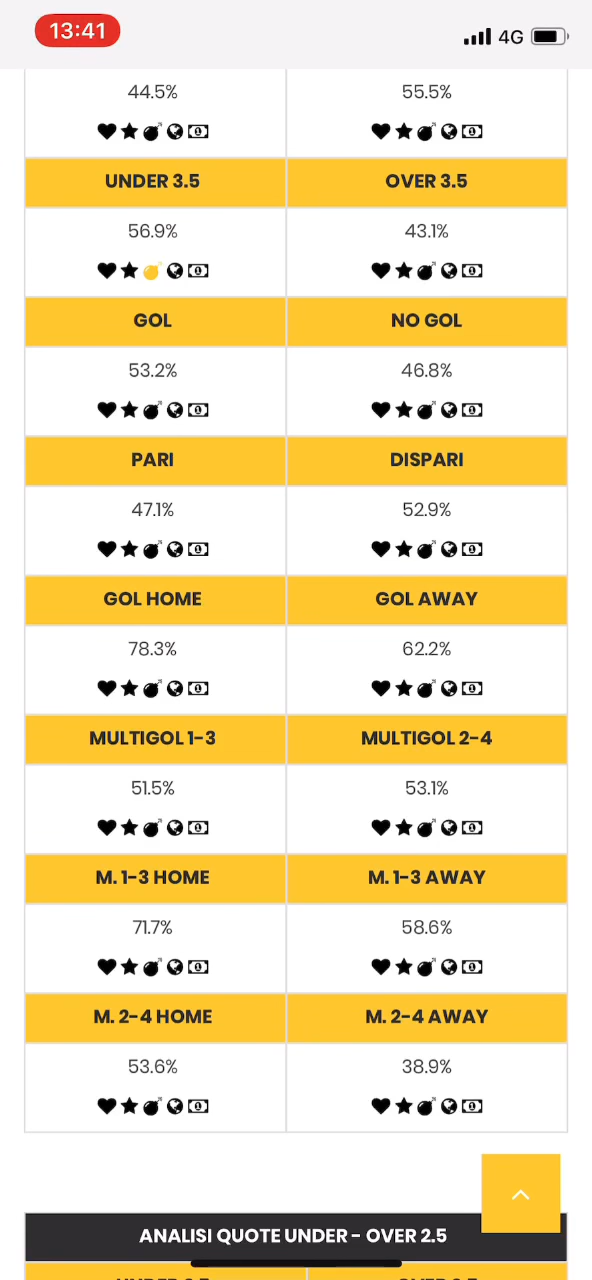 13:41 4G
44.5% 55.5%
UNDER 3.5 OVER 3.5
56.9% 43.1%
GOL NO GOL
53.2% 46.8%
PARI DISPARI
47.1% 52.9%
GOL HOME GOL AWAY
78.3% 62.2%
MULTIGOL 1-3 MULTIGOL 2-4
51.5% 53.1%
M. 1-3 HOME M. 1-3 AWAY
71.7% 58.6%
M. 2-4 HOME M. 2-4 AWAY
53.6% 38.9%
ANALISI QUOTE UNDER - OVER 2.5